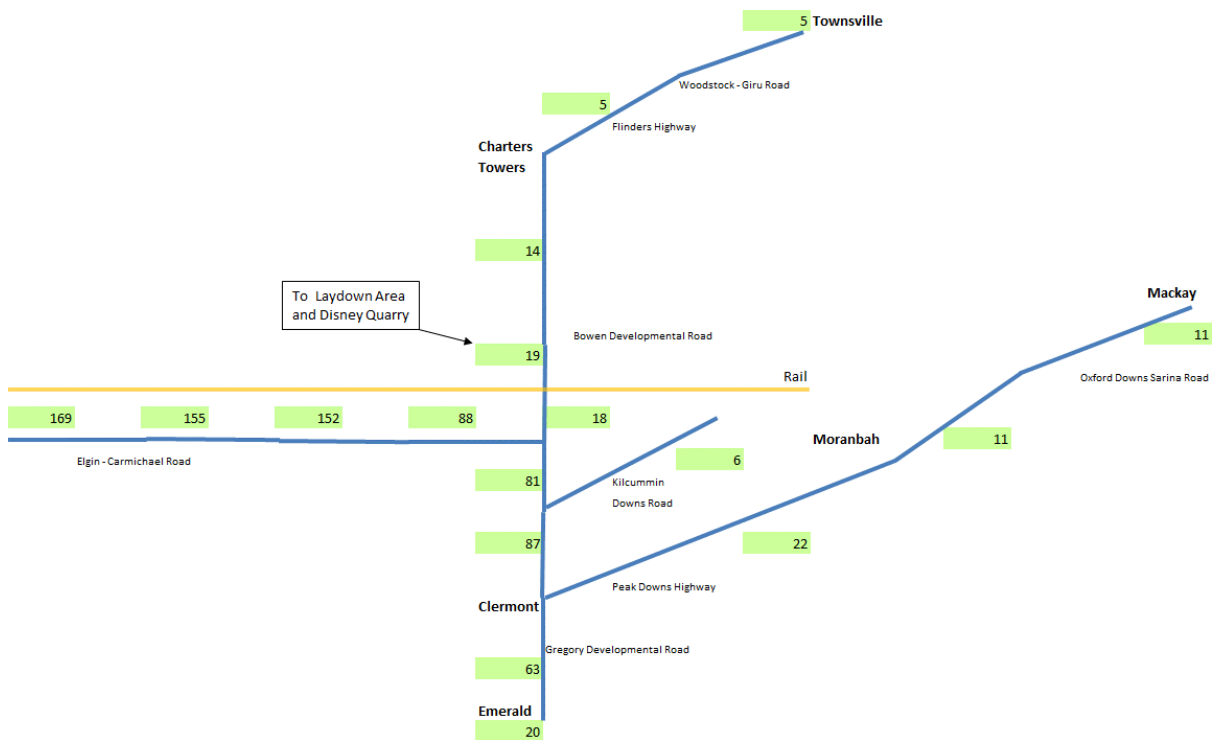 5 Townsville
Woodstock - Giru Road
5
Flinders Highway
Charters
Towers
14
To Laydown Area
and Disney Quarry
Mackay
11
Bowen Developmental Road
19
Rail
Oxford Downs Sarina Road
169 155 152 88 18
Moranbah
11
Elgin - Carmichael Road
6
81
Kilcummin
Downs Road
87
22
Peak Downs Highway
Clermont
Gregory Developmental Road
63
Emerald
20